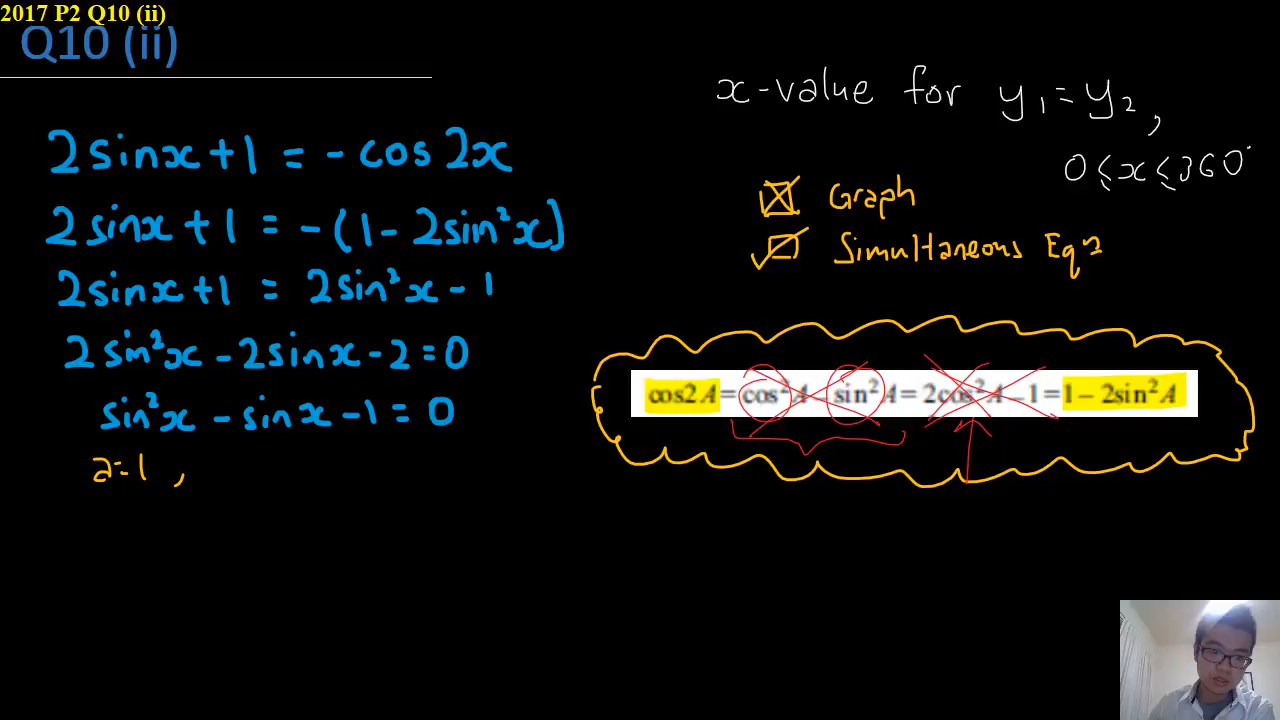 2017 P2 Q10 (ii)
Q10 (ii)
x-value for y₁=y₂,
0≤x≤360°
2sinx+1 = -cos2x
2sinx+1 = -(1-2sin²x)
2sinx+1 = 2sin²x-1
2sin²x-2sinx-2=0
sin²x-sinx-1=0
a=1,
Graph
Simultaneous Eqⁿ
cos2A=cos²A-sin²A=2cos²A-1=1-2sin²A